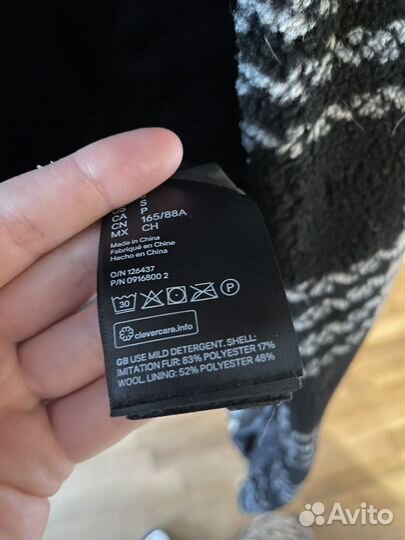 S
CA P
CN 165/88A
MX CH
Made in China
Fabriqué en Chine
Hecho en China
O/N 126437
P/N 0916800 2
30 P
clevercare.info
GB USE MILD DETERGENT. SHELL:
IMITATION FUR: 83% POLYESTER 17%
WOOL. LINING: 52% POLYESTER 48%
Avito